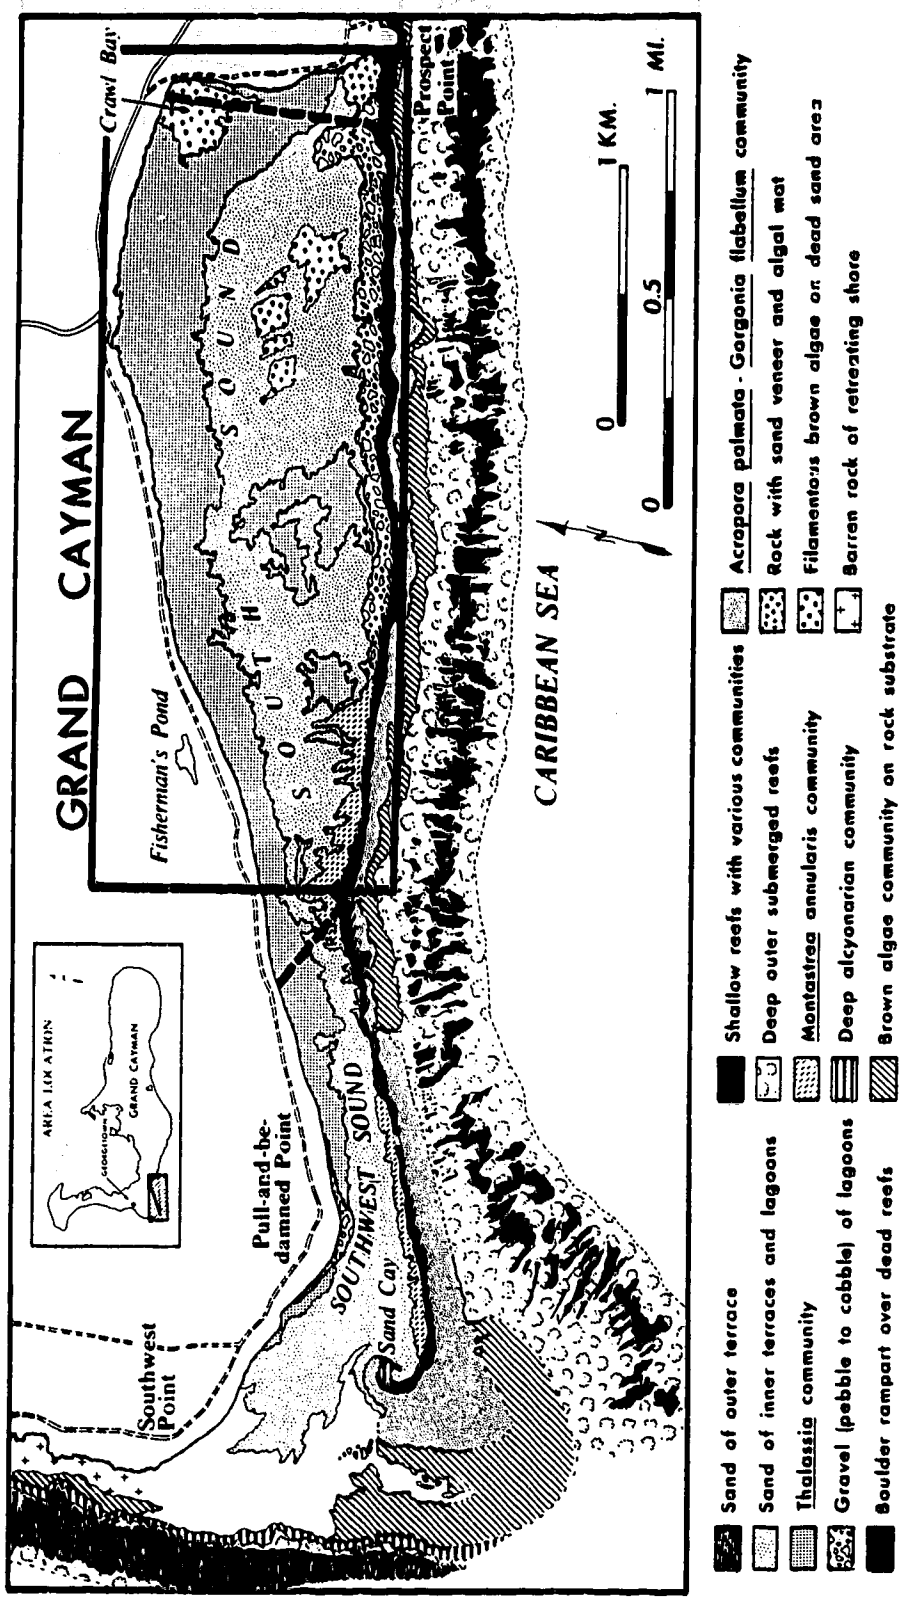 GRAND CAYMAN
Crawl Bay
Prospect
Point
Fisherman's Pond
SOUTH SOUND
AREA LOCATION
GEORGETOWN
GRAND CAYMAN
Pull-and-be-
damned Point
SOUTHWEST SOUND
Sand Cay
Southwest
Point
CARIBBEAN SEA
N
0 1 KM.
0 0.5 1 MI.
Sand of outer terrace
Sand of inner terraces and lagoons
Thalassia community
Gravel (pebble to cobble) of lagoons
Boulder rampart over dead reefs
Shallow reefs with various communities
Deep outer submerged reefs
Montastrea annularis community
Deep alcyonarian community
Brown algae community on rock substrate
Acropora palmata-Gorgonia flabellum community
Rock with sand veneer and algal mat
Filamentous brown algae on dead sand area
Barren rock of retreating shore